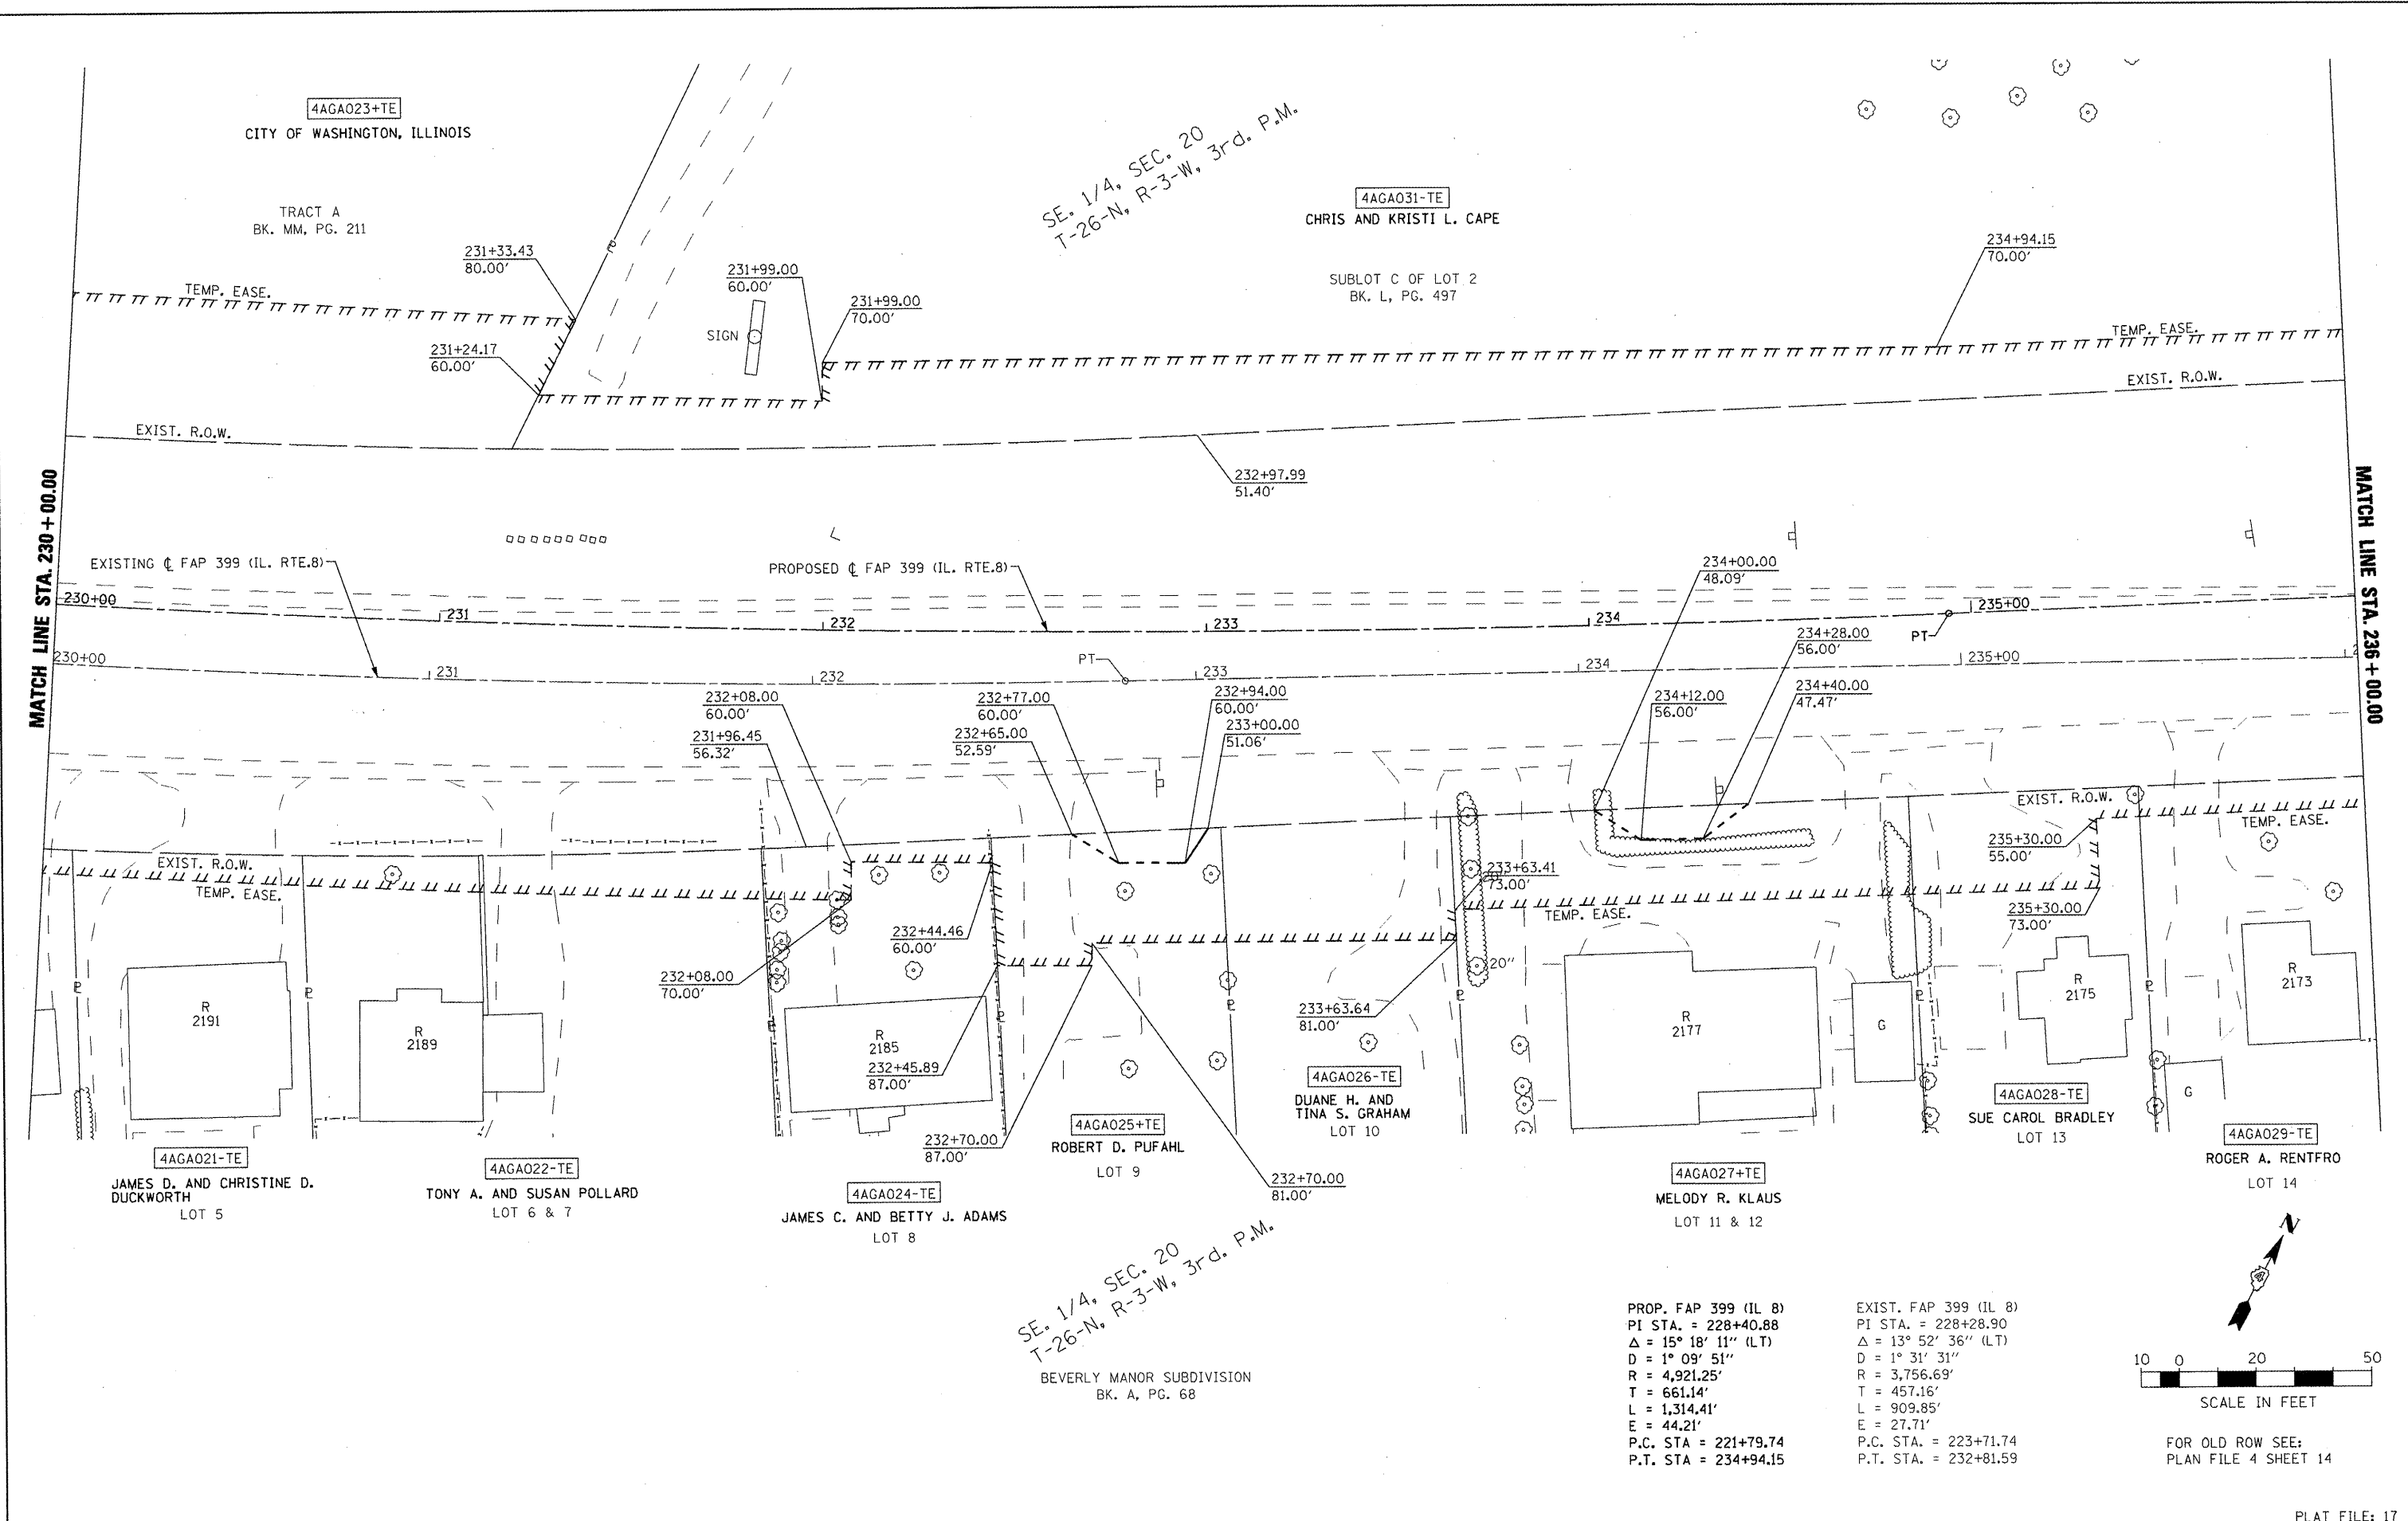 4AGA023+TE
CITY OF WASHINGTON, ILLINOIS
TRACT A
BK. MM, PG. 211
231+33.43
80.00'
TEMP. EASE.
231+24.17
60.00'
EXIST. R.O.W.
SIGN
231+99.00
60.00'
231+99.00
70.00'
SE. 1/4, SEC. 20
T-26-N, R-3-W, 3rd. P.M.
4AGA031-TE
CHRIS AND KRISTI L. CAPE
SUBLOT C OF LOT 2
BK. L, PG. 497
234+94.15
70.00'
TEMP. EASE.
EXIST. R.O.W.
232+97.99
51.40'
MATCH LINE STA. 230+00.00
MATCH LINE STA. 236+00.00
EXISTING ℄ FAP 399 (IL. RTE.8)
PROPOSED ℄ FAP 399 (IL. RTE.8)
230+00
231
232
233
234
235+00
PT
230+00
231
232
PT
233
234
235+00
234+00.00
48.09'
234+28.00
56.00'
234+12.00
56.00'
234+40.00
47.47'
232+08.00
60.00'
231+96.45
56.32'
232+77.00
60.00'
232+65.00
52.59'
232+94.00
60.00'
233+00.00
51.06'
EXIST. R.O.W.
TEMP. EASE.
232+08.00
70.00'
232+44.46
60.00'
233+63.41
73.00'
TEMP. EASE.
EXIST. R.O.W.
TEMP. EASE.
235+30.00
55.00'
235+30.00
73.00'
20"
233+63.64
81.00'
R
2191
R
2189
R
2185
232+45.89
87.00'
R
2177
G
R
2175
R
2173
G
232+70.00
87.00'
232+70.00
81.00'
4AGA021-TE
JAMES D. AND CHRISTINE D.
DUCKWORTH
LOT 5
4AGA022-TE
TONY A. AND SUSAN POLLARD
LOT 6 & 7
4AGA024-TE
JAMES C. AND BETTY J. ADAMS
LOT 8
4AGA025+TE
ROBERT D. PUFAHL
LOT 9
4AGA026-TE
DUANE H. AND
TINA S. GRAHAM
LOT 10
4AGA027+TE
MELODY R. KLAUS
LOT 11 & 12
4AGA028-TE
SUE CAROL BRADLEY
LOT 13
4AGA029-TE
ROGER A. RENTFRO
LOT 14
SE. 1/4, SEC. 20
T-26-N, R-3-W, 3rd. P.M.
BEVERLY MANOR SUBDIVISION
BK. A, PG. 68
PROP. FAP 399 (IL 8)
PI STA. = 228+40.88
Δ = 15° 18' 11" (LT)
D = 1° 09' 51"
R = 4,921.25'
T = 661.14'
L = 1,314.41'
E = 44.21'
P.C. STA = 221+79.74
P.T. STA = 234+94.15
EXIST. FAP 399 (IL 8)
PI STA. = 228+28.90
Δ = 13° 52' 36" (LT)
D = 1° 31' 31"
R = 3,756.69'
T = 457.16'
L = 909.85'
E = 27.71'
P.C. STA. = 223+71.74
P.T. STA. = 232+81.59
N
10 0 20 50
SCALE IN FEET
FOR OLD ROW SEE:
PLAN FILE 4 SHEET 14
PLAT FILE: 17